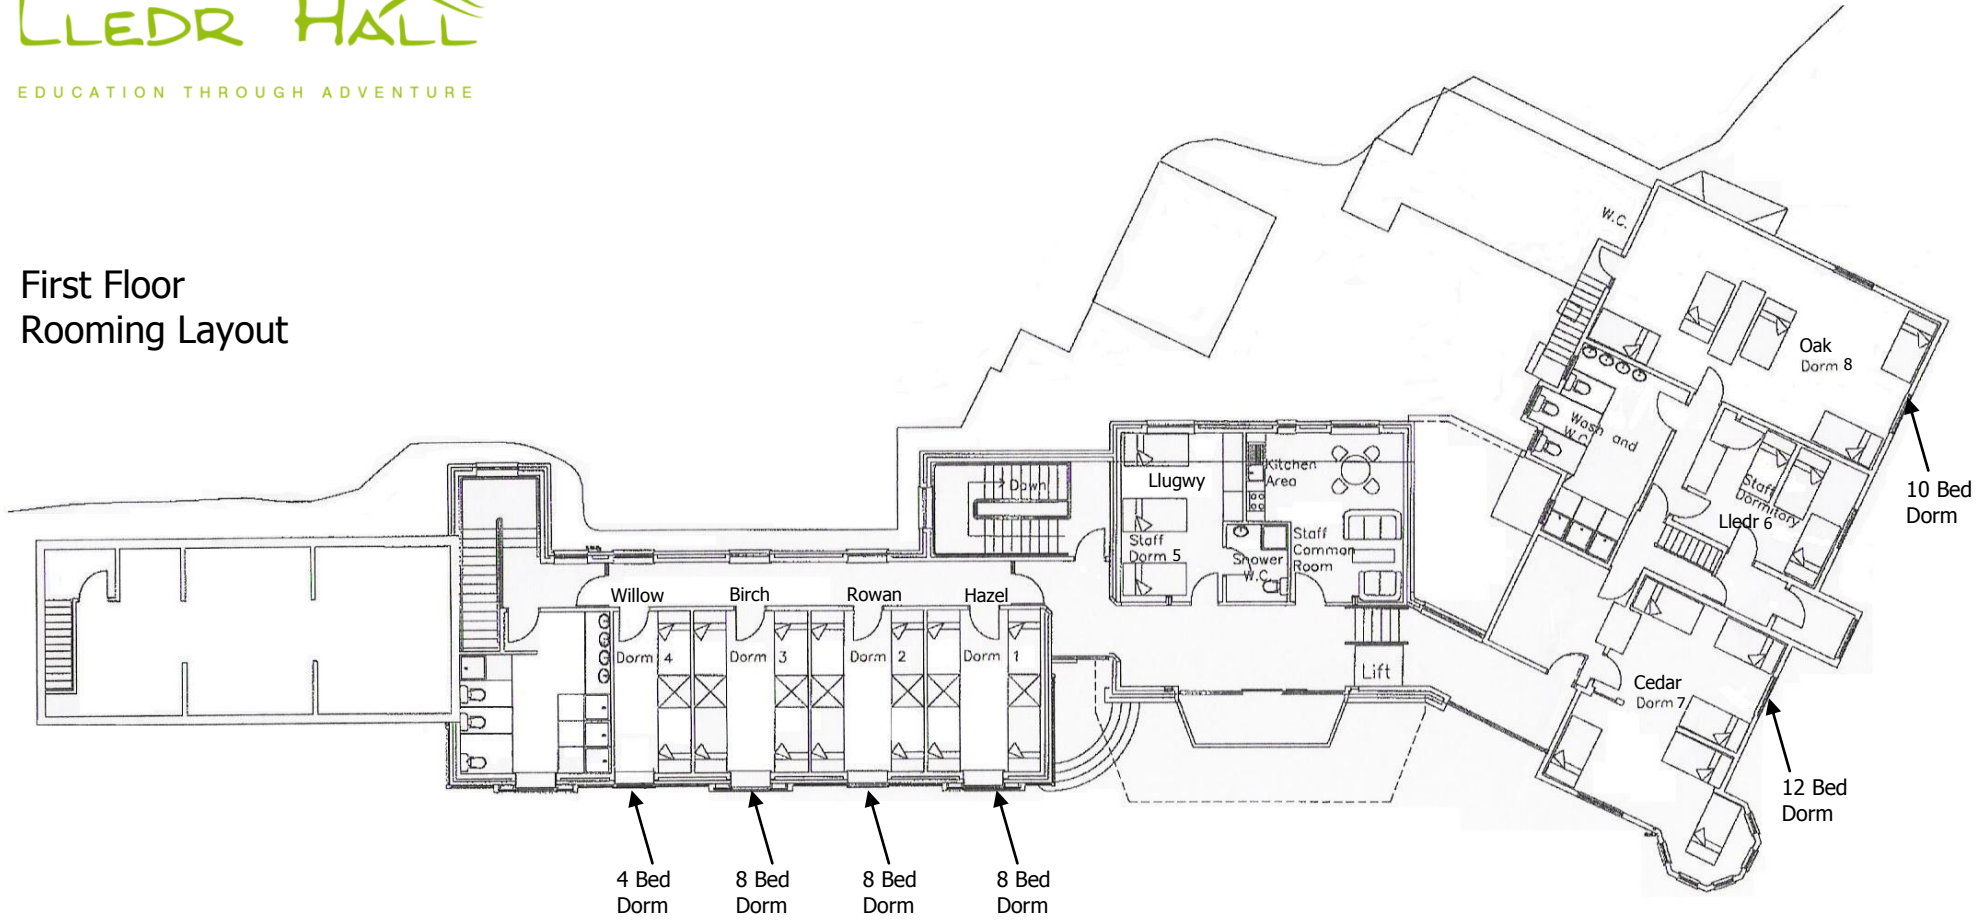 LLEDR HALL
EDUCATION THROUGH ADVENTURE
First Floor
Rooming Layout
W.C.
Oak
Dorm 8
10 Bed
Dorm
Wash and
W.C.
Staff
Dormitory
Lledr 6
Kitchen
Area
Llugwy
Down
Staff
Dorm 5
Shower
W.C.
Staff
Common
Room
Willow
Birch
Rowan
Hazel
Dorm 4
Dorm 3
Dorm 2
Dorm 1
Lift
Cedar
Dorm 7
12 Bed
Dorm
4 Bed
Dorm
8 Bed
Dorm
8 Bed
Dorm
8 Bed
Dorm